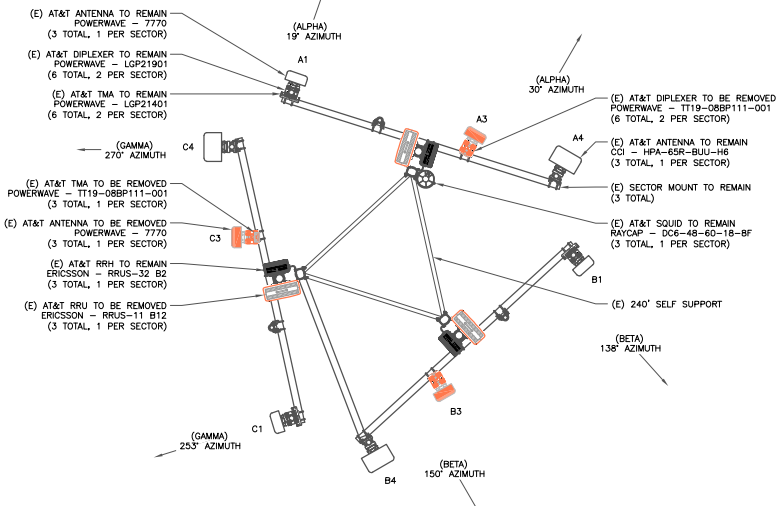 (E) AT&T ANTENNA TO REMAIN
POWERWAVE - 7770
(3 TOTAL, 1 PER SECTOR)
(E) AT&T DIPLEXER TO REMAIN
POWERWAVE - LGP21901
(6 TOTAL, 2 PER SECTOR)
(E) AT&T TMA TO REMAIN
POWERWAVE - LGP21401
(6 TOTAL, 2 PER SECTOR)
(GAMMA)
270° AZIMUTH
(E) AT&T TMA TO BE REMOVED
POWERWAVE - TT19-08BP111-001
(3 TOTAL, 1 PER SECTOR)
(E) AT&T ANTENNA TO BE REMOVED
POWERWAVE - 7770
(3 TOTAL, 1 PER SECTOR)
(E) AT&T RRH TO REMAIN
ERICSSON - RRUS-32 B2
(3 TOTAL, 1 PER SECTOR)
(E) AT&T RRU TO BE REMOVED
ERICSSON - RRUS-11 B12
(3 TOTAL, 1 PER SECTOR)
(GAMMA)
253° AZIMUTH
C4
C3
C1
A1
(ALPHA)
19° AZIMUTH
A3
(ALPHA)
30° AZIMUTH
A4
(E) AT&T DIPLEXER TO BE REMOVED
POWERWAVE - TT19-08BP111-001
(6 TOTAL, 2 PER SECTOR)
(E) AT&T ANTENNA TO REMAIN
CCI - HPA-65R-BUU-H6
(3 TOTAL, 1 PER SECTOR)
(E) SECTOR MOUNT TO REMAIN
(3 TOTAL)
(E) AT&T SQUID TO REMAIN
RAYCAP - DC6-48-60-18-8F
(3 TOTAL, 1 PER SECTOR)
B1
(E) 240' SELF SUPPORT
(BETA)
138° AZIMUTH
B3
B4
(BETA)
150° AZIMUTH